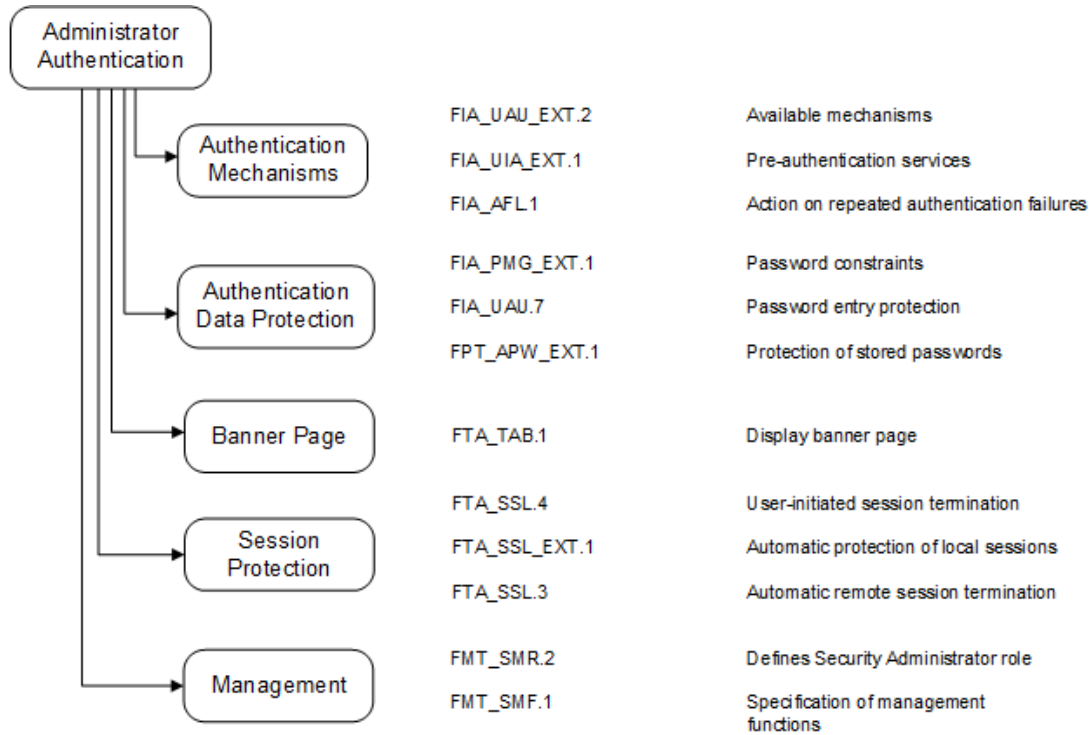 Administrator
Authentication
Authentication
Mechanisms
FIA_UAU_EXT.2 Available mechanisms
FIA_UIA_EXT.1 Pre-authentication services
FIA_AFL.1 Action on repeated authentication failures
Authentication
Data Protection
FIA_PMG_EXT.1 Password constraints
FIA_UAU.7 Password entry protection
FPT_APW_EXT.1 Protection of stored passwords
Banner Page
FTA_TAB.1 Display banner page
Session
Protection
FTA_SSL.4 User-initiated session termination
FTA_SSL_EXT.1 Automatic protection of local sessions
FTA_SSL.3 Automatic remote session termination
Management
FMT_SMR.2 Defines Security Administrator role
FMT_SMF.1 Specification of management
functions